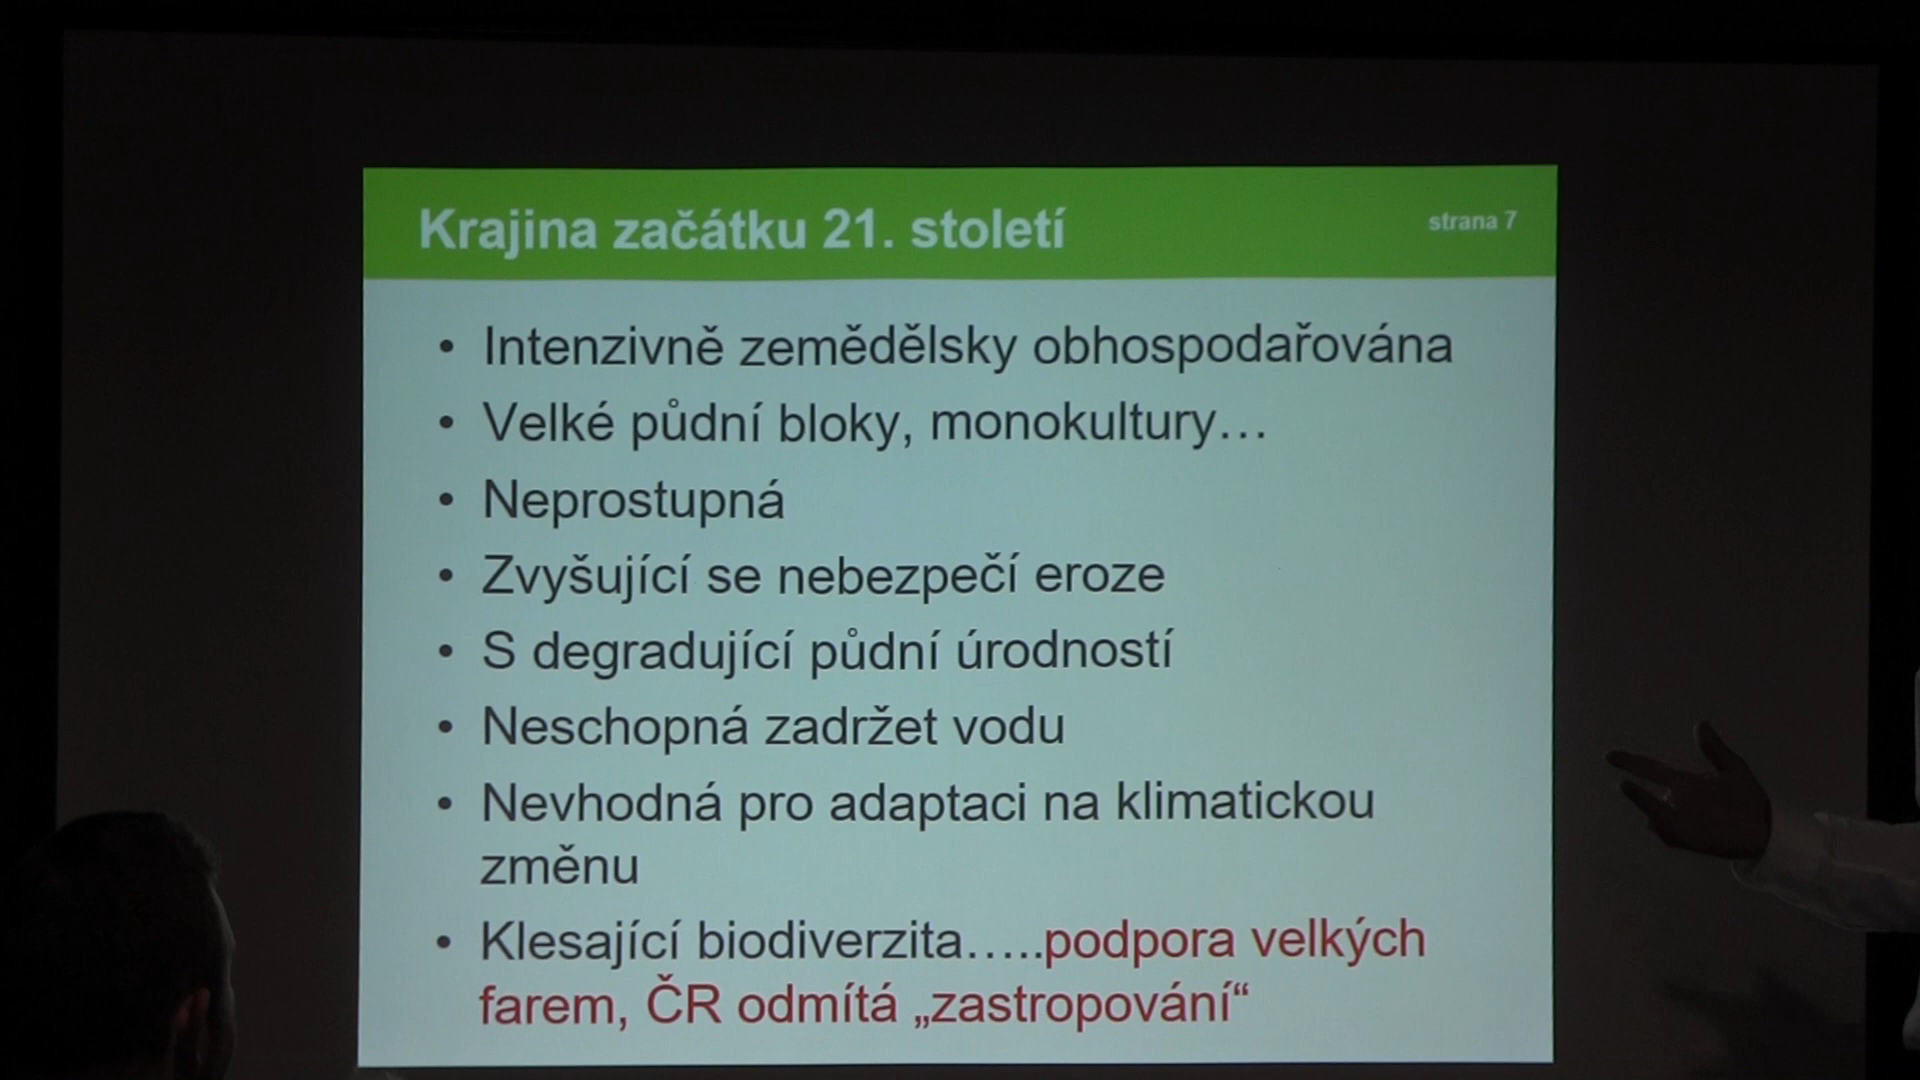 Krajina začátku 21. století
strana 7
• Intenzivně zemědělsky obhospodařována
• Velké půdní bloky, monokultury…
• Neprostupná
• Zvyšující se nebezpečí eroze
• S degradující půdní úrodností
• Neschopná zadržet vodu
• Nevhodná pro adaptaci na klimatickou
změnu
• Klesající biodiverzita…..podpora velkých
farem, ČR odmítá „zastropování“